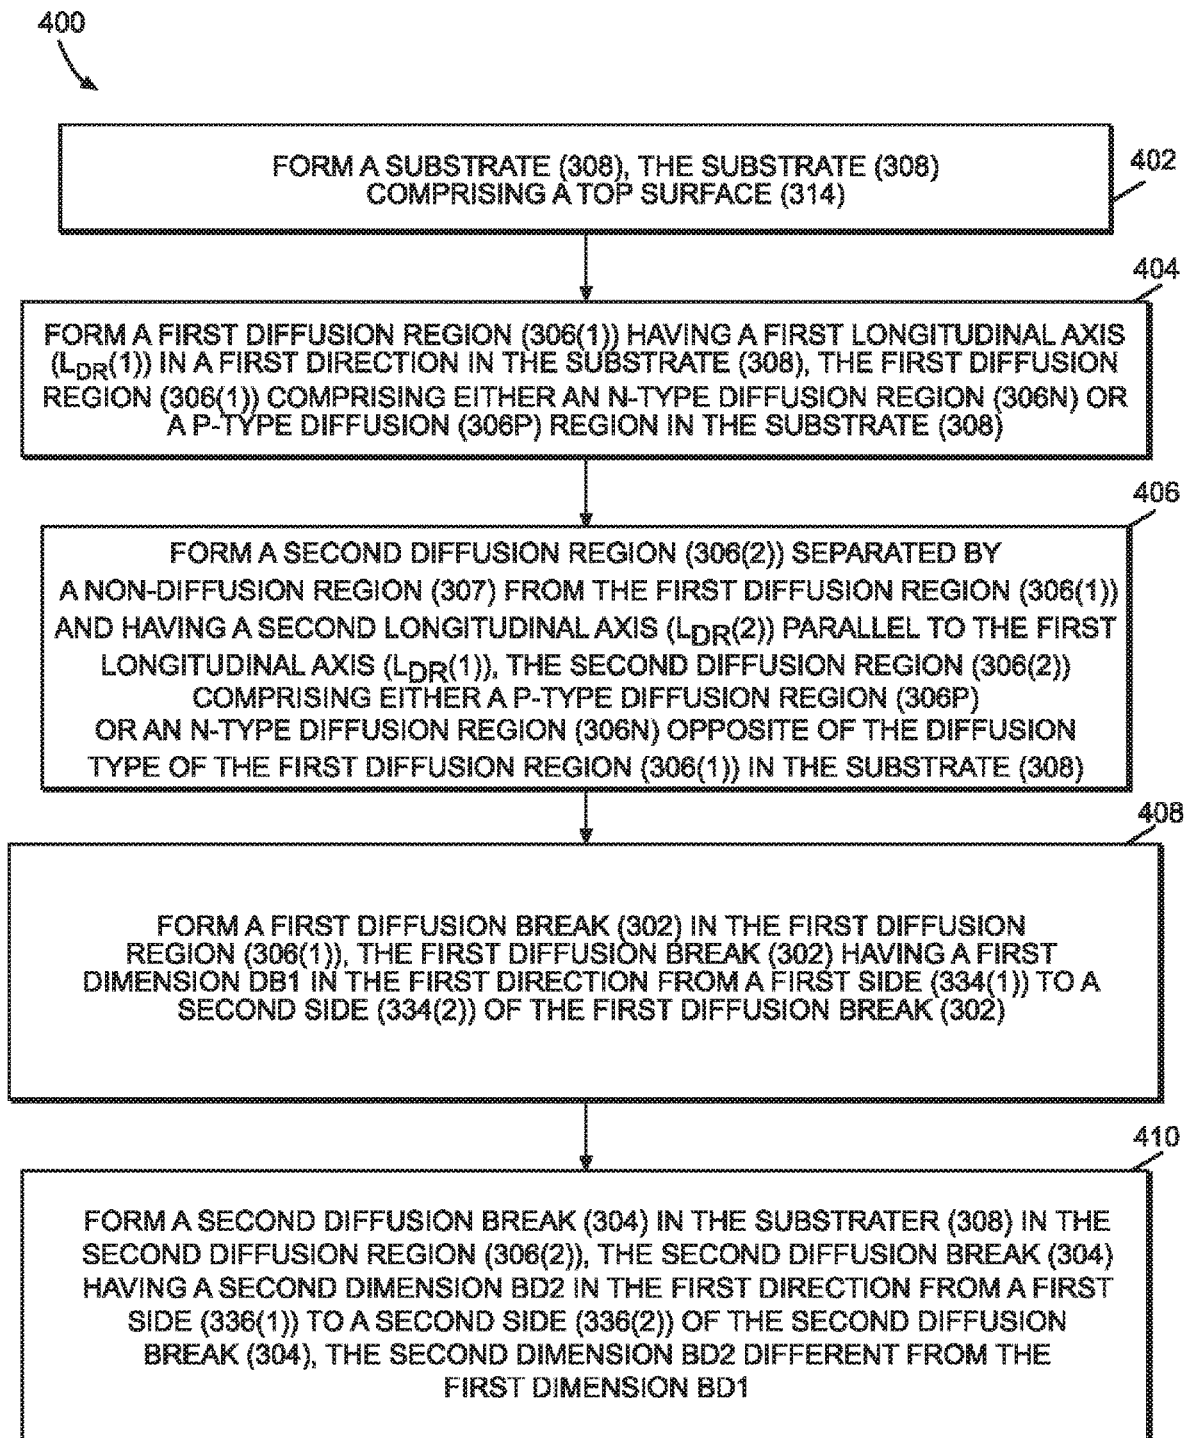 400
FORM A SUBSTRATE (308), THE SUBSTRATE (308)
COMPRISING A TOP SURFACE (314)
402
404
FORM A FIRST DIFFUSION REGION (306(1)) HAVING A FIRST LONGITUDINAL AXIS
(LDR(1)) IN A FIRST DIRECTION IN THE SUBSTRATE (308), THE FIRST DIFFUSION
REGION (306(1)) COMPRISING EITHER AN N-TYPE DIFFUSION REGION (306N) OR
A P-TYPE DIFFUSION (306P) REGION IN THE SUBSTRATE (308)
406
FORM A SECOND DIFFUSION REGION (306(2)) SEPARATED BY
A NON-DIFFUSION REGION (307) FROM THE FIRST DIFFUSION REGION (306(1))
AND HAVING A SECOND LONGITUDINAL AXIS (LDR(2)) PARALLEL TO THE FIRST
LONGITUDINAL AXIS (LDR(1)), THE SECOND DIFFUSION REGION (306(2))
COMPRISING EITHER A P-TYPE DIFFUSION REGION (306P)
OR AN N-TYPE DIFFUSION REGION (306N) OPPOSITE OF THE DIFFUSION
TYPE OF THE FIRST DIFFUSION REGION (306(1)) IN THE SUBSTRATE (308)
408
FORM A FIRST DIFFUSION BREAK (302) IN THE FIRST DIFFUSION
REGION (306(1)), THE FIRST DIFFUSION BREAK (302) HAVING A FIRST
DIMENSION DB1 IN THE FIRST DIRECTION FROM A FIRST SIDE (334(1)) TO A
SECOND SIDE (334(2)) OF THE FIRST DIFFUSION BREAK (302)
410
FORM A SECOND DIFFUSION BREAK (304) IN THE SUBSTRATER (308) IN THE
SECOND DIFFUSION REGION (306(2)), THE SECOND DIFFUSION BREAK (304)
HAVING A SECOND DIMENSION BD2 IN THE FIRST DIRECTION FROM A FIRST
SIDE (336(1)) TO A SECOND SIDE (336(2)) OF THE SECOND DIFFUSION
BREAK (304), THE SECOND DIMENSION BD2 DIFFERENT FROM THE
FIRST DIMENSION BD1